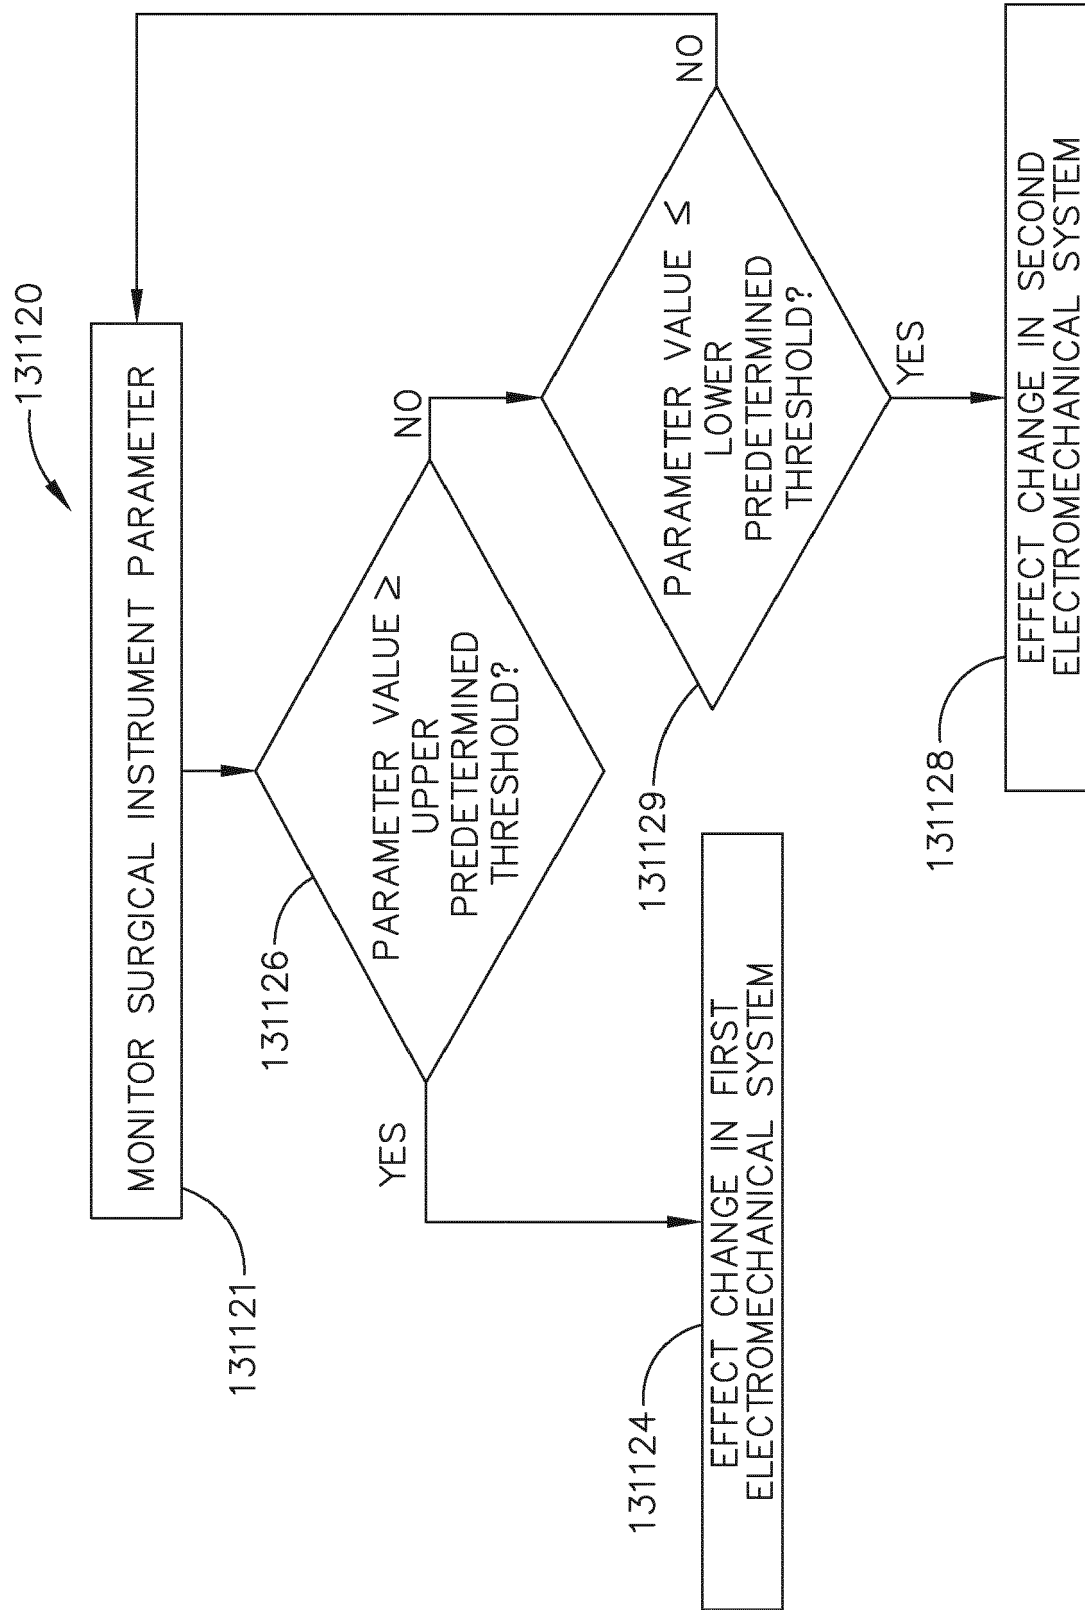 131120
MONITOR SURGICAL INSTRUMENT PARAMETER
131121
131126
PARAMETER VALUE ≥
UPPER
PREDETERMINED
THRESHOLD?
YES
NO
131124
EFFECT CHANGE IN FIRST
ELECTROMECHANICAL SYSTEM
131129
PARAMETER VALUE ≤
LOWER
PREDETERMINED
THRESHOLD?
NO
YES
131128
EFFECT CHANGE IN SECOND
ELECTROMECHANICAL SYSTEM